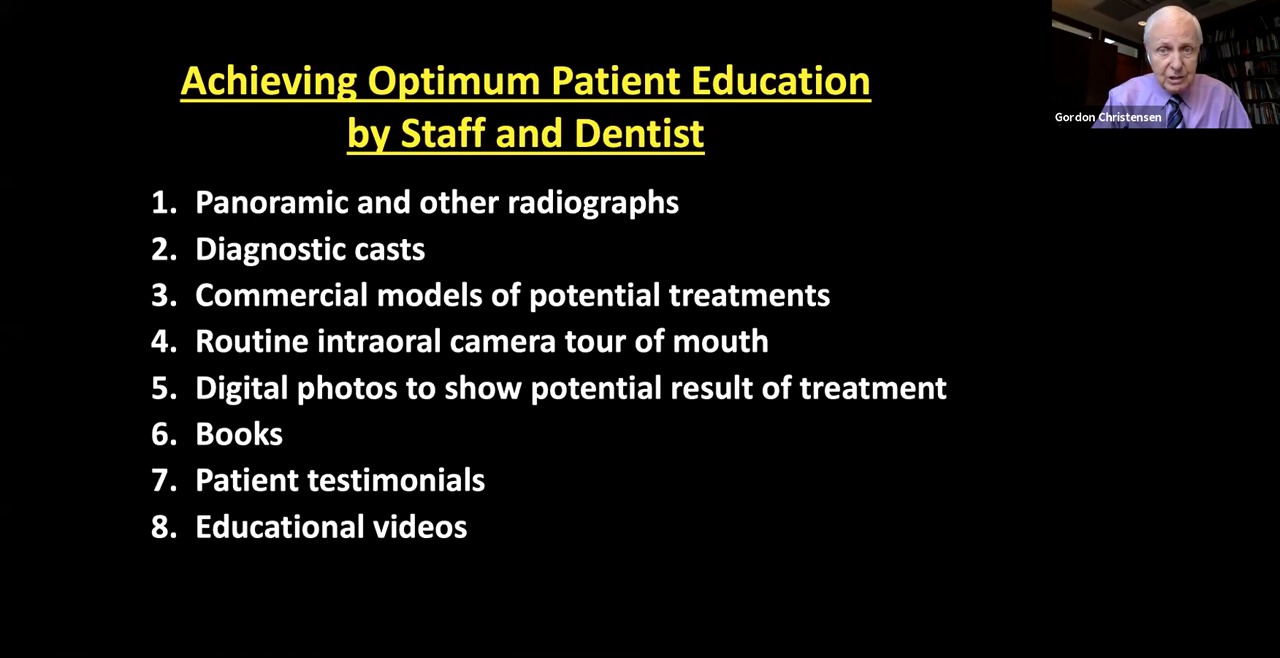 Achieving Optimum Patient Education
by Staff and Dentist
1. Panoramic and other radiographs
2. Diagnostic casts
3. Commercial models of potential treatments
4. Routine intraoral camera tour of mouth
5. Digital photos to show potential result of treatment
6. Books
7. Patient testimonials
8. Educational videos
Gordon Christensen